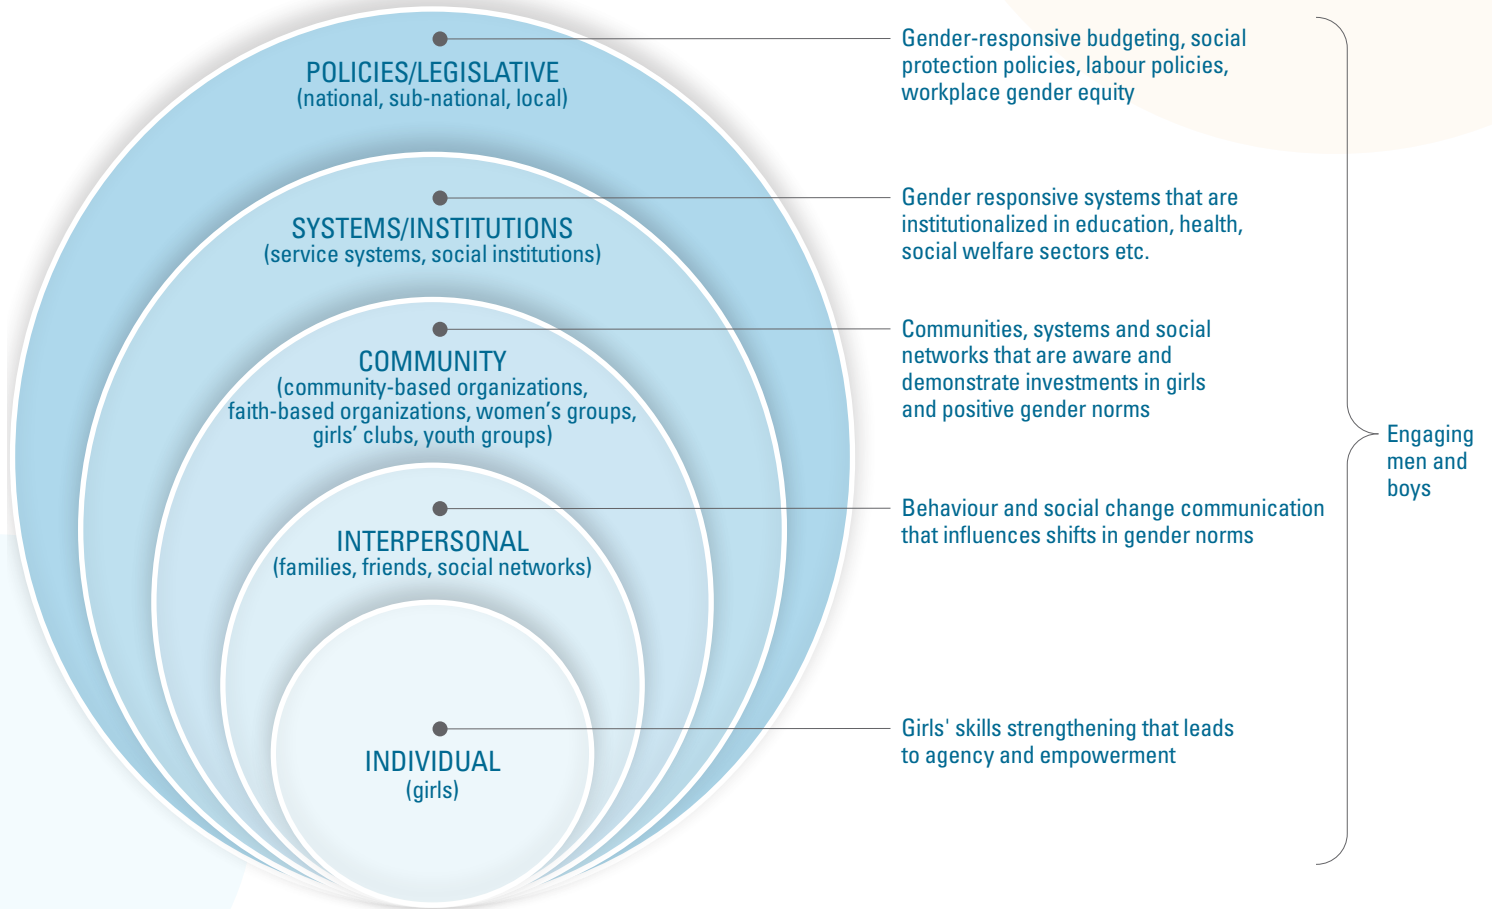 POLICIES/LEGISLATIVE
(national, sub-national, local)
Gender-responsive budgeting, social
protection policies, labour policies,
workplace gender equity
SYSTEMS/INSTITUTIONS
(service systems, social institutions)
Gender responsive systems that are
institutionalized in education, health,
social welfare sectors etc.
COMMUNITY
(community-based organizations,
faith-based organizations, women’s groups,
girls’ clubs, youth groups)
Communities, systems and social
networks that are aware and
demonstrate investments in girls
and positive gender norms
INTERPERSONAL
(families, friends, social networks)
Behaviour and social change communication
that influences shifts in gender norms
INDIVIDUAL
(girls)
Girls' skills strengthening that leads
to agency and empowerment
Engaging
men and
boys